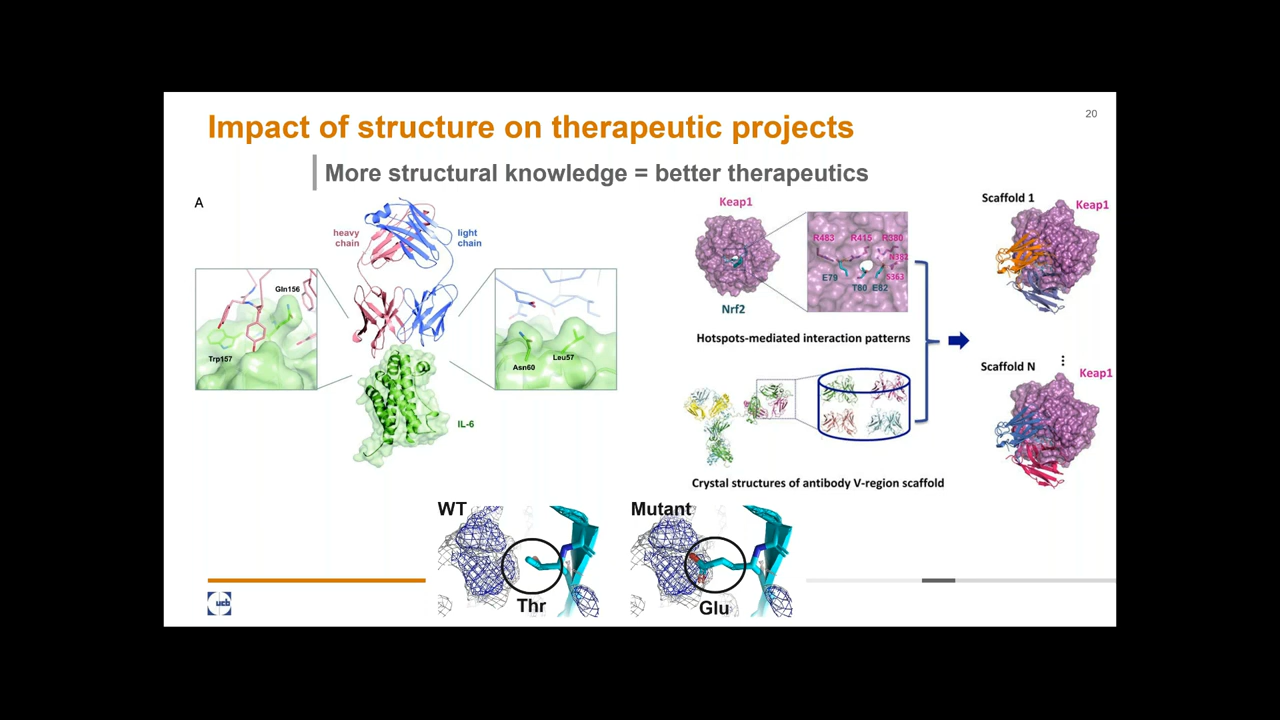 20
Impact of structure on therapeutic projects
More structural knowledge = better therapeutics
A
heavy
chain
light
chain
Gln156
Trp157
Asn60
Leu57
IL-6
Keap1
Nrf2
R483
R415
R380
N382
S363
E79
T80
E82
Hotspots-mediated interaction patterns
Crystal structures of antibody V-region scaffold
Scaffold 1
Keap1
Scaffold N
Keap1
WT
Thr
Mutant
Glu
ucb